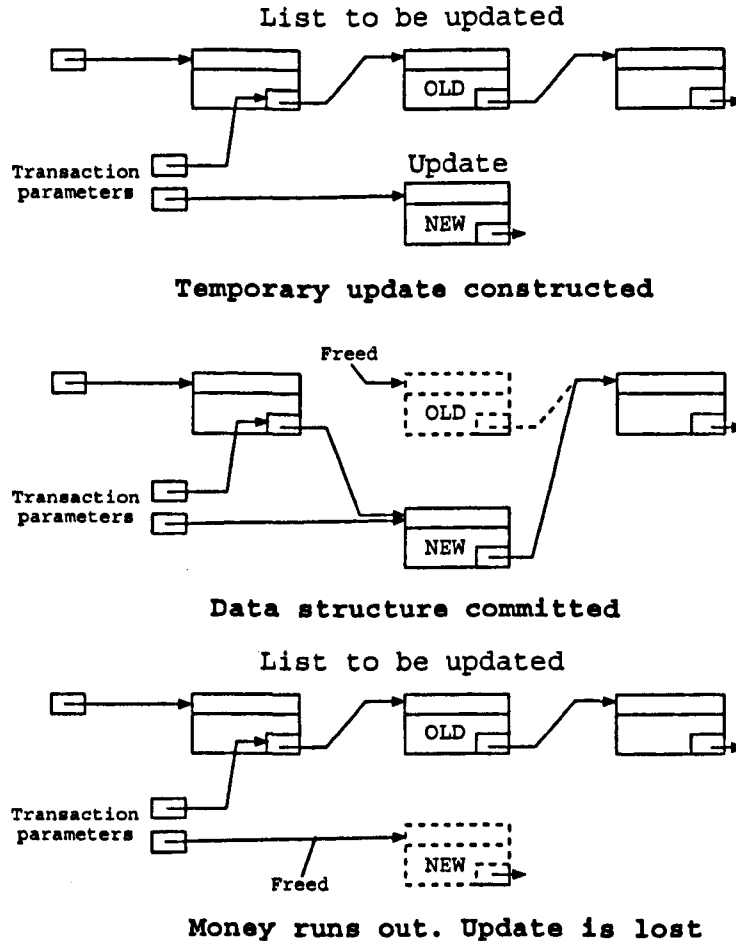 List to be updated
OLD
Transaction
parameters
Update
NEW
Temporary update constructed
Freed
OLD
Transaction
parameters
NEW
Data structure committed
List to be updated
OLD
Transaction
parameters
NEW
Freed
Money runs out. Update is lost